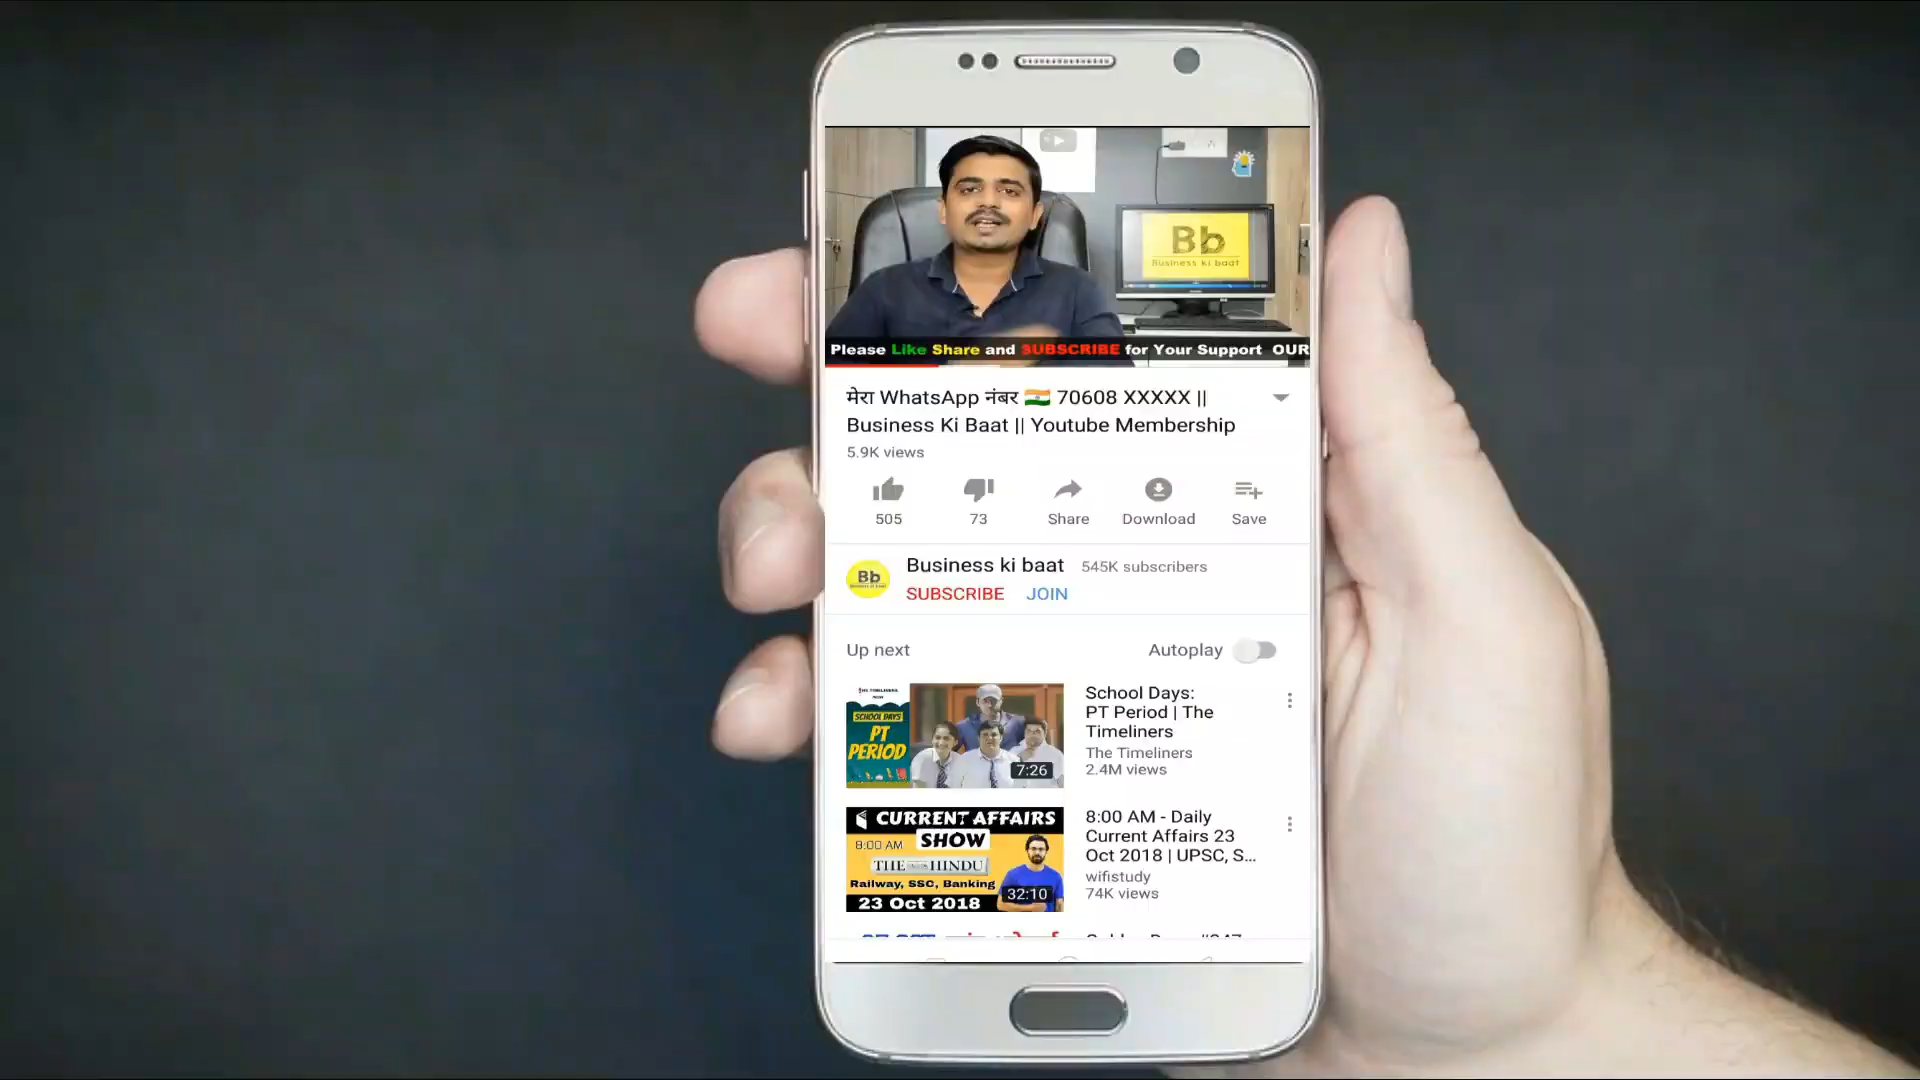 Bb
Business ki baat
Please Like Share and SUBSCRIBE for Your Support OUR
मेरा WhatsApp नंबर 🇮🇳 70608 XXXXX ||
Business Ki Baat || Youtube Membership
5.9K views
505
73
Share
Download
Save
Bb
Business ki baat
545K subscribers
SUBSCRIBE
JOIN
Up next
Autoplay
THE TIMELINERS
SCHOOL DAYS
PT
PERIOD
7:26
School Days:
PT Period | The
Timeliners
The Timeliners
2.4M views
CURRENT AFFAIRS
8:00 AM SHOW
THE HINDU
Railway, SSC, Banking
32:10
23 Oct 2018
8:00 AM - Daily
Current Affairs 23
Oct 2018 | UPSC, S...
wifistudy
74K views